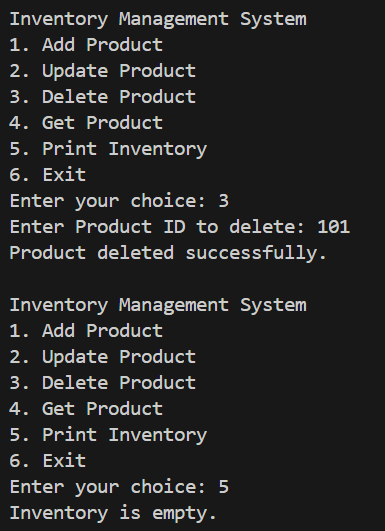 Inventory Management System
1. Add Product
2. Update Product
3. Delete Product
4. Get Product
5. Print Inventory
6. Exit
Enter your choice: 3
Enter Product ID to delete: 101
Product deleted successfully.

Inventory Management System
1. Add Product
2. Update Product
3. Delete Product
4. Get Product
5. Print Inventory
6. Exit
Enter your choice: 5
Inventory is empty.